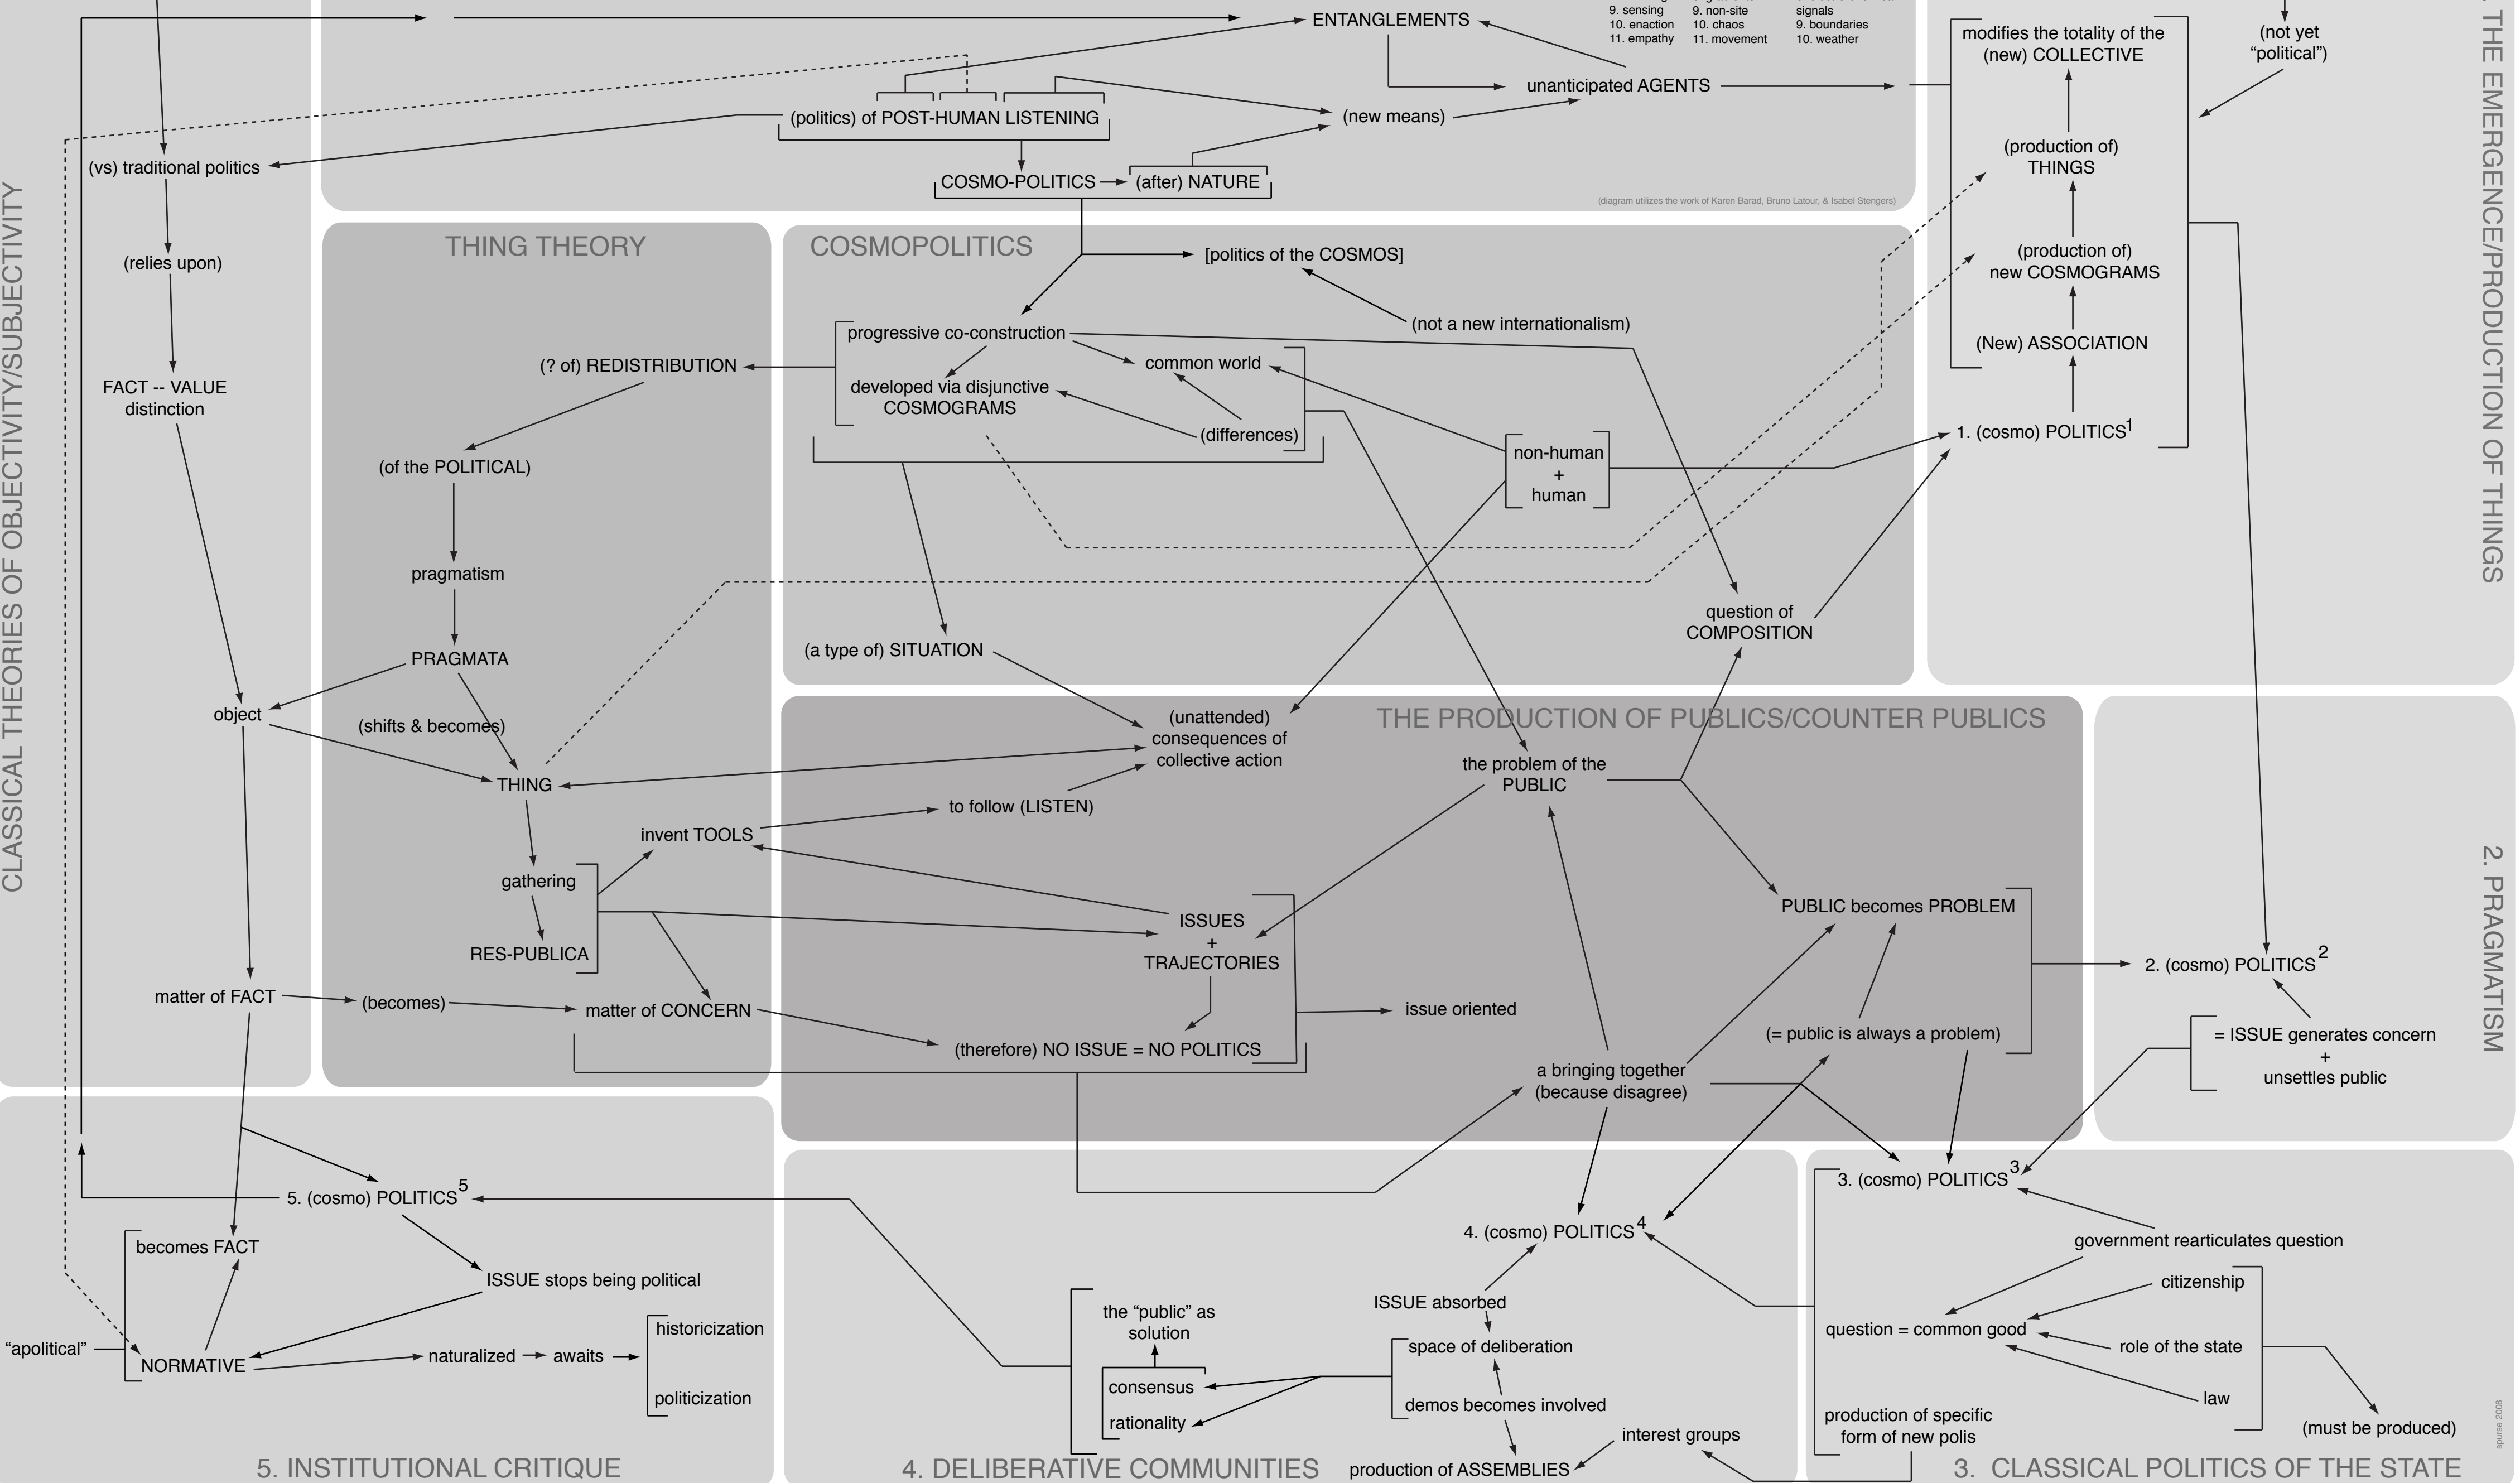 ENTANGLEMENTS
9. sensing
10. enaction
11. empathy
9. non-site
10. chaos
11. movement
signals
9. boundaries
10. weather
modifies the totality of the
(new) COLLECTIVE
(not yet
“political”)
unanticipated AGENTS
(politics) of POST-HUMAN LISTENING
(new means)
(production of)
THINGS
(vs) traditional politics
COSMO-POLITICS
(after) NATURE
(diagram utilizes the work of Karen Barad, Bruno Latour, & Isabel Stengers)
CLASSICAL THEORIES OF OBJECTIVITY/SUBJECTIVITY
THE EMERGENCE/PRODUCTION OF THINGS
THING THEORY
COSMOPOLITICS
[politics of the COSMOS]
(relies upon)
(production of)
new COSMOGRAMS
(not a new internationalism)
progressive co-construction
(New) ASSOCIATION
(? of) REDISTRIBUTION
common world
FACT -- VALUE
distinction
developed via disjunctive
COSMOGRAMS
(differences)
1. (cosmo) POLITICS1
(of the POLITICAL)
non-human
+
human
pragmatism
question of
COMPOSITION
(a type of) SITUATION
PRAGMATA
object
(shifts & becomes)
(unattended)
consequences of
collective action
THE PRODUCTION OF PUBLICS/COUNTER PUBLICS
the problem of the
PUBLIC
THING
to follow (LISTEN)
invent TOOLS
gathering
RES-PUBLICA
ISSUES
+
TRAJECTORIES
PUBLIC becomes PROBLEM
2. PRAGMATISM
2. (cosmo) POLITICS2
matter of FACT
(becomes)
matter of CONCERN
issue oriented
(therefore) NO ISSUE = NO POLITICS
(= public is always a problem)
= ISSUE generates concern
+
unsettles public
a bringing together
(because disagree)
5. (cosmo) POLITICS5
3. (cosmo) POLITICS3
4. (cosmo) POLITICS4
becomes FACT
government rearticulates question
ISSUE stops being political
citizenship
ISSUE absorbed
the “public” as
solution
historicization
question = common good
role of the state
“apolitical”
NORMATIVE
naturalized
awaits
space of deliberation
consensus
politicization
law
demos becomes involved
rationality
production of specific
form of new polis
(must be produced)
interest groups
5. INSTITUTIONAL CRITIQUE
4. DELIBERATIVE COMMUNITIES
production of ASSEMBLIES
3. CLASSICAL POLITICS OF THE STATE
spurse 2008